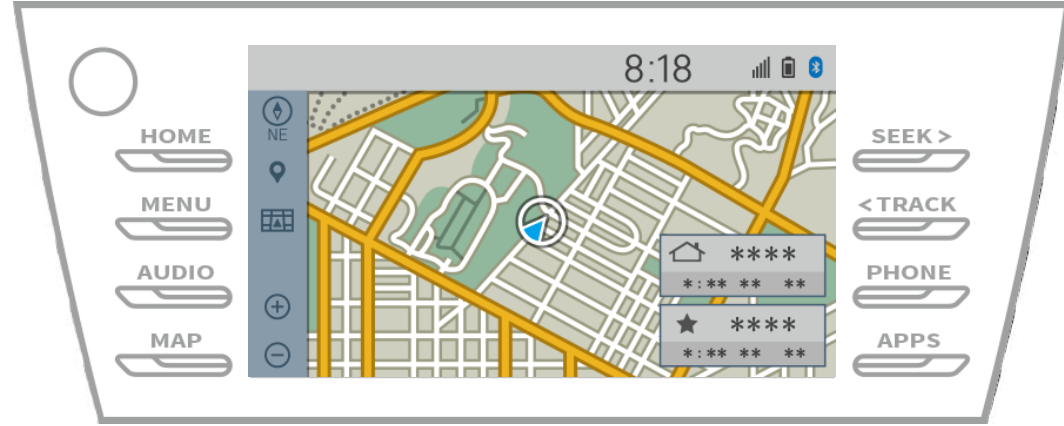 8:18
NE
HOME
MENU
AUDIO
MAP
SEEK >
< TRACK
PHONE
APPS
****
*:** ** **
****
*:** ** **